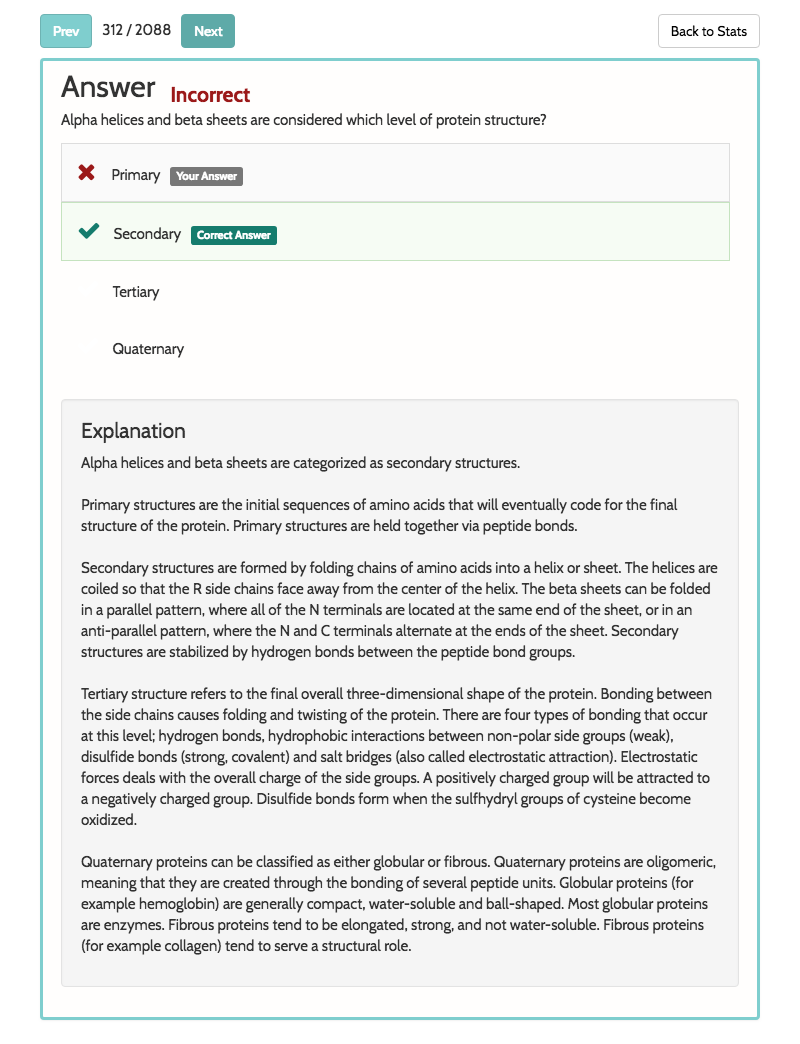 Prev 312 / 2088 Next Back to Stats
Answer Incorrect
Alpha helices and beta sheets are considered which level of protein structure?
Primary Your Answer
Secondary Correct Answer
Tertiary
Quaternary
Explanation
Alpha helices and beta sheets are categorized as secondary structures.
Primary structures are the initial sequences of amino acids that will eventually code for the final
structure of the protein. Primary structures are held together via peptide bonds.
Secondary structures are formed by folding chains of amino acids into a helix or sheet. The helices are
coiled so that the R side chains face away from the center of the helix. The beta sheets can be folded
in a parallel pattern, where all of the N terminals are located at the same end of the sheet, or in an
anti-parallel pattern, where the N and C terminals alternate at the ends of the sheet. Secondary
structures are stabilized by hydrogen bonds between the peptide bond groups.
Tertiary structure refers to the final overall three-dimensional shape of the protein. Bonding between
the side chains causes folding and twisting of the protein. There are four types of bonding that occur
at this level; hydrogen bonds, hydrophobic interactions between non-polar side groups (weak),
disulfide bonds (strong, covalent) and salt bridges (also called electrostatic attraction). Electrostatic
forces deals with the overall charge of the side groups. A positively charged group will be attracted to
a negatively charged group. Disulfide bonds form when the sulfhydryl groups of cysteine become
oxidized.
Quaternary proteins can be classified as either globular or fibrous. Quaternary proteins are oligomeric,
meaning that they are created through the bonding of several peptide units. Globular proteins (for
example hemoglobin) are generally compact, water-soluble and ball-shaped. Most globular proteins
are enzymes. Fibrous proteins tend to be elongated, strong, and not water-soluble. Fibrous proteins
(for example collagen) tend to serve a structural role.